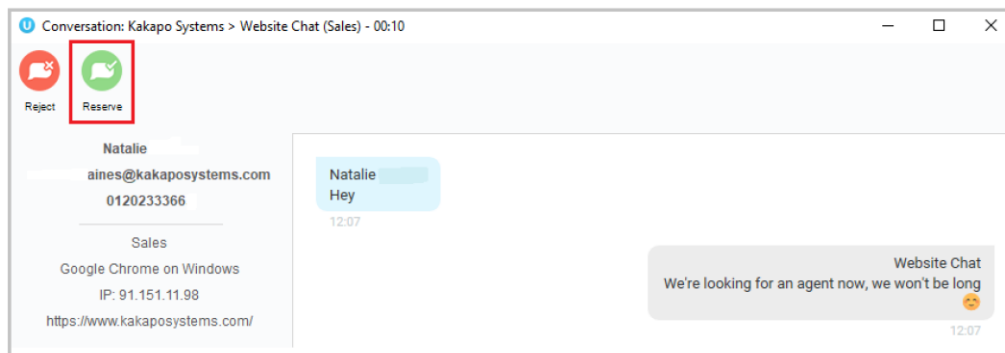 Conversation: Kakapo Systems > Website Chat (Sales) - 00:10
Reject
Reserve
Natalie
aines@kakaposystems.com
0120233366
Sales
Google Chrome on Windows
IP: 91.151.11.98
https://www.kakaposystems.com/
Natalie
Hey
12:07
Website Chat
We're looking for an agent now, we won't be long
😊
12:07